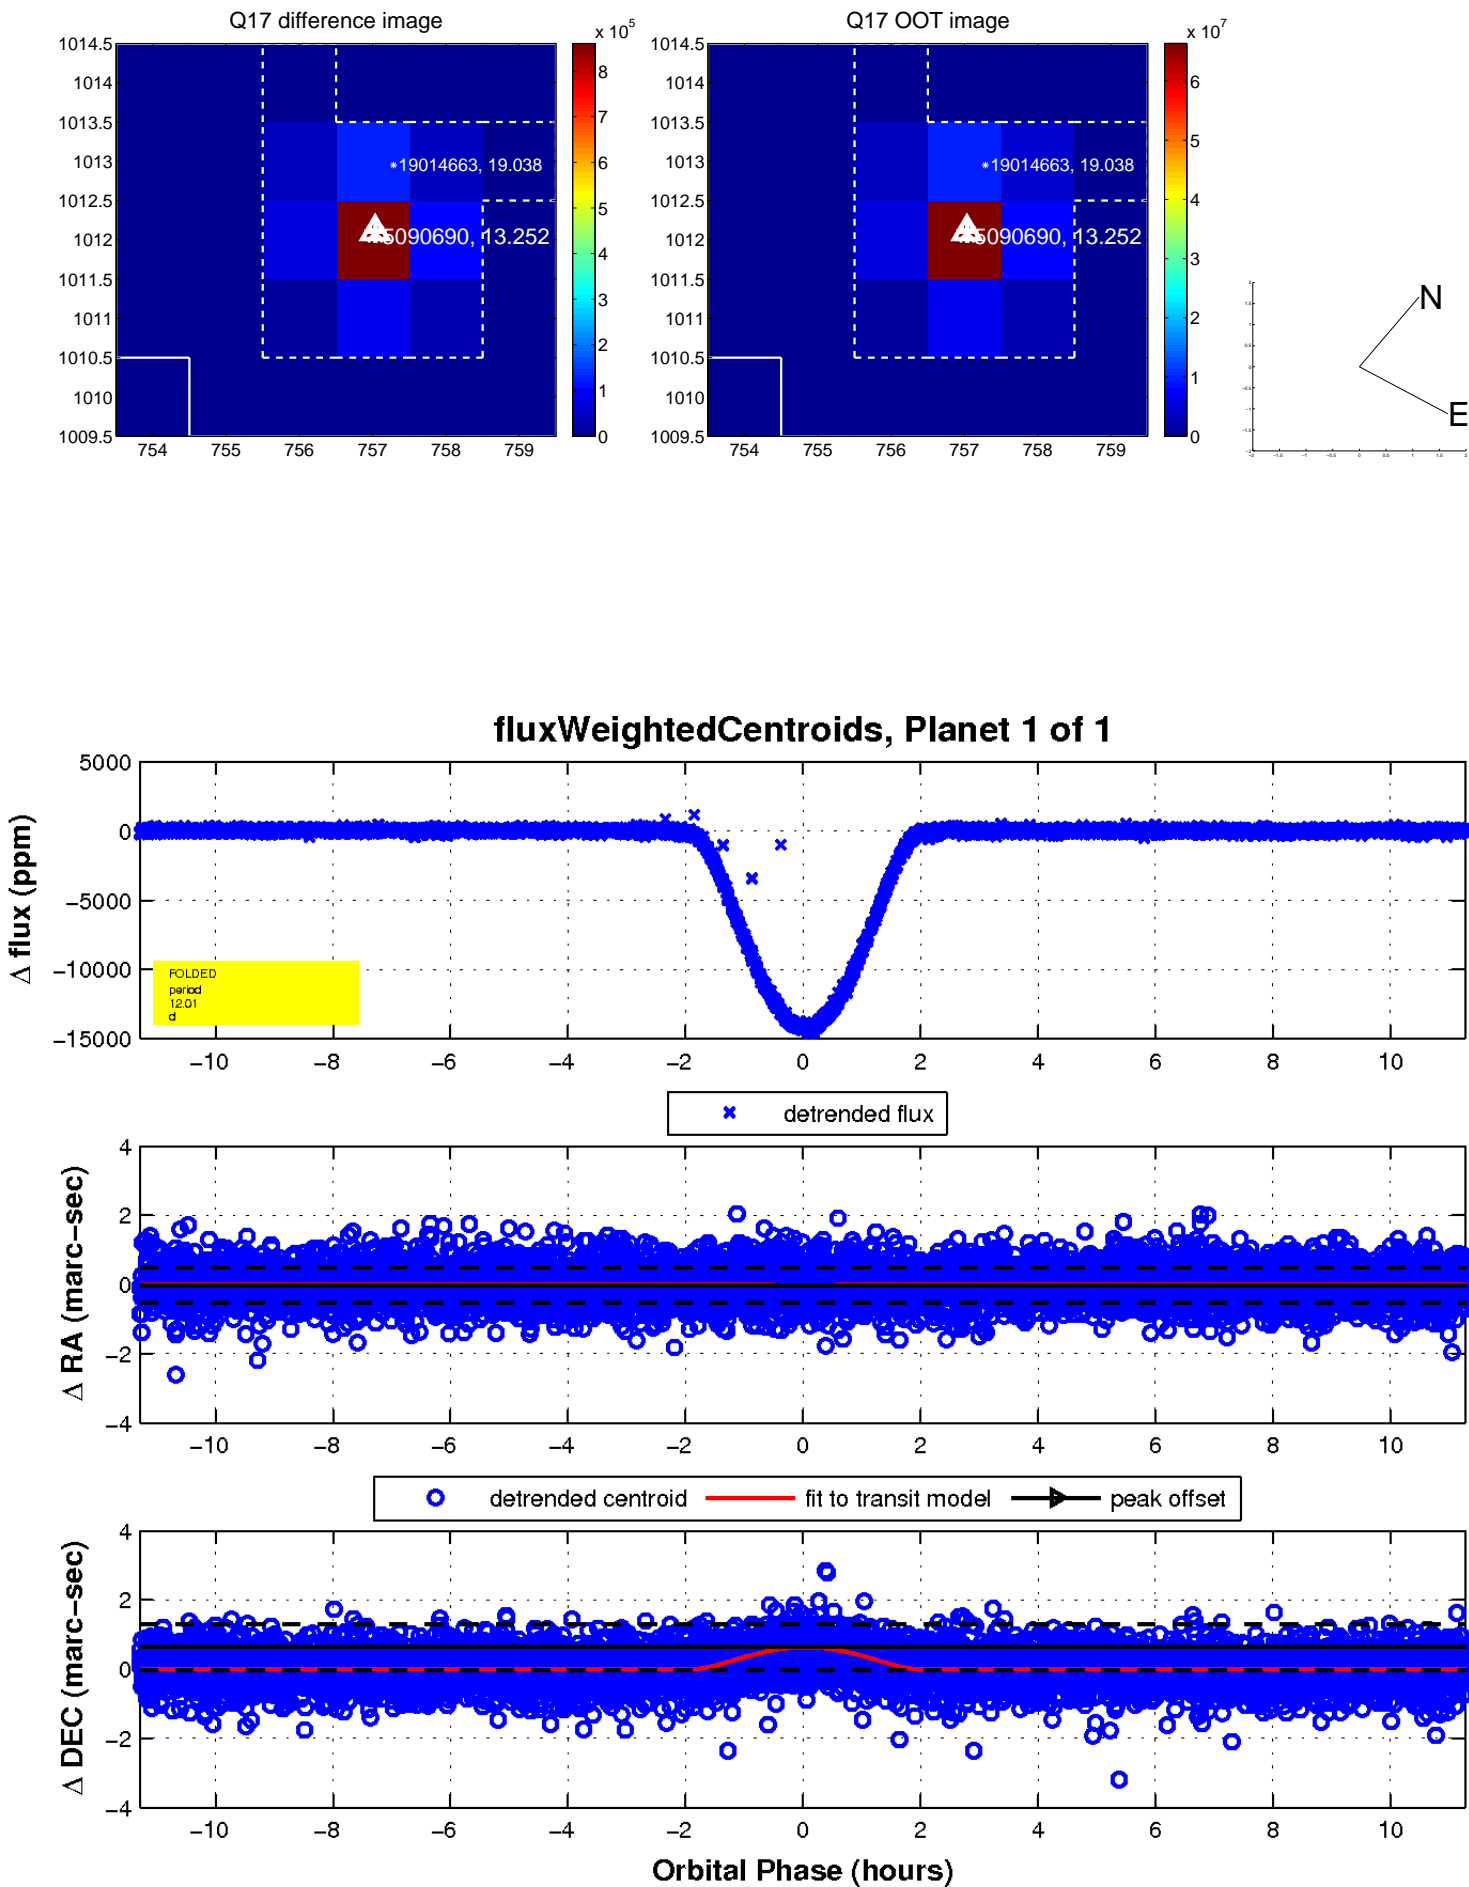 Q17 difference image
Q17 OOT image
x 10^5
x 10^7
1014.5
1014
1013.5
1013
1012.5
1012
1011.5
1011
1010.5
1010
1009.5
754 755 756 757 758 759
19014663, 19.038
5090690, 13.252
8
7
6
5
4
3
2
1
0
1014.5
1014
1013.5
1013
1012.5
1012
1011.5
1011
1010.5
1010
1009.5
754 755 756 757 758 759
19014663, 19.038
5090690, 13.252
6
5
4
3
2
1
0
N
E
fluxWeightedCentroids, Planet 1 of 1
Δ flux (ppm)
5000
0
−5000
−10000
−15000
FOLDED
period
12.01
d
−10 −8 −6 −4 −2 0 2 4 6 8 10
detrended flux
Δ RA (marc−sec)
4
2
0
−2
−4
−10 −8 −6 −4 −2 0 2 4 6 8 10
detrended centroid fit to transit model peak offset
Δ DEC (marc−sec)
4
2
0
−2
−4
−10 −8 −6 −4 −2 0 2 4 6 8 10
Orbital Phase (hours)